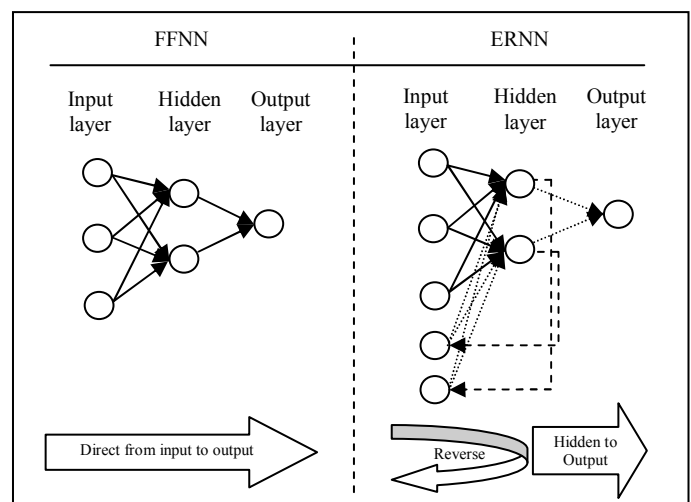 FFNN
Input
layer
Hidden
layer
Output
layer
Direct from input to output
ERNN
Input
layer
Hidden
layer
Output
layer
Reverse
Hidden to
Output